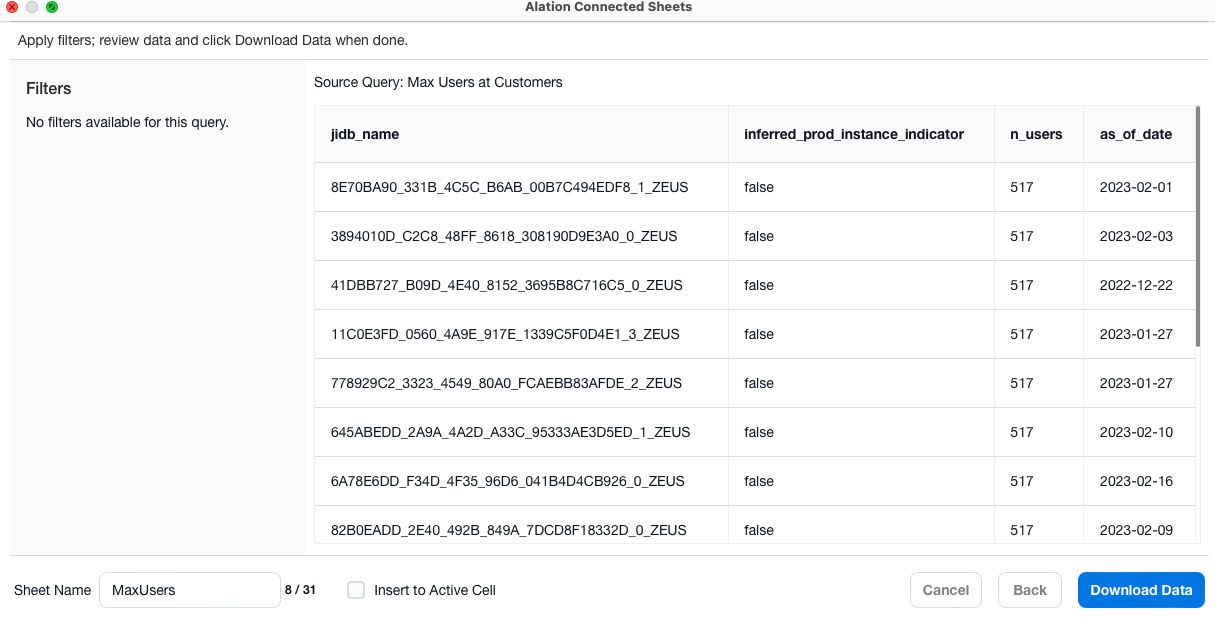 Alation Connected Sheets
Apply filters; review data and click Download Data when done.
Filters
No filters available for this query.
Source Query: Max Users at Customers
jidb_name inferred_prod_instance_indicator n_users as_of_date
8E70BA90_331B_4C5C_B6AB_00B7C494EDF8_1_ZEUS false 517 2023-02-01
3894010D_C2C8_48FF_8618_308190D9E3A0_0_ZEUS false 517 2023-02-03
41DBB727_B09D_4E40_8152_3695B8C716C5_0_ZEUS false 517 2022-12-22
11C0E3FD_0560_4A9E_917E_1339C5F0D4E1_3_ZEUS false 517 2023-01-27
778929C2_3323_4549_80A0_FCAEBB83AFDE_2_ZEUS false 517 2023-01-27
645ABEDD_2A9A_4A2D_A33C_95333AE3D5ED_1_ZEUS false 517 2023-02-10
6A78E6DD_F34D_4F35_96D6_041B4D4CB926_0_ZEUS false 517 2023-02-16
82B0EADD_2E40_492B_849A_7DCD8F18332D_0_ZEUS false 517 2023-02-09
Sheet Name MaxUsers 8 / 31 Insert to Active Cell Cancel Back Download Data